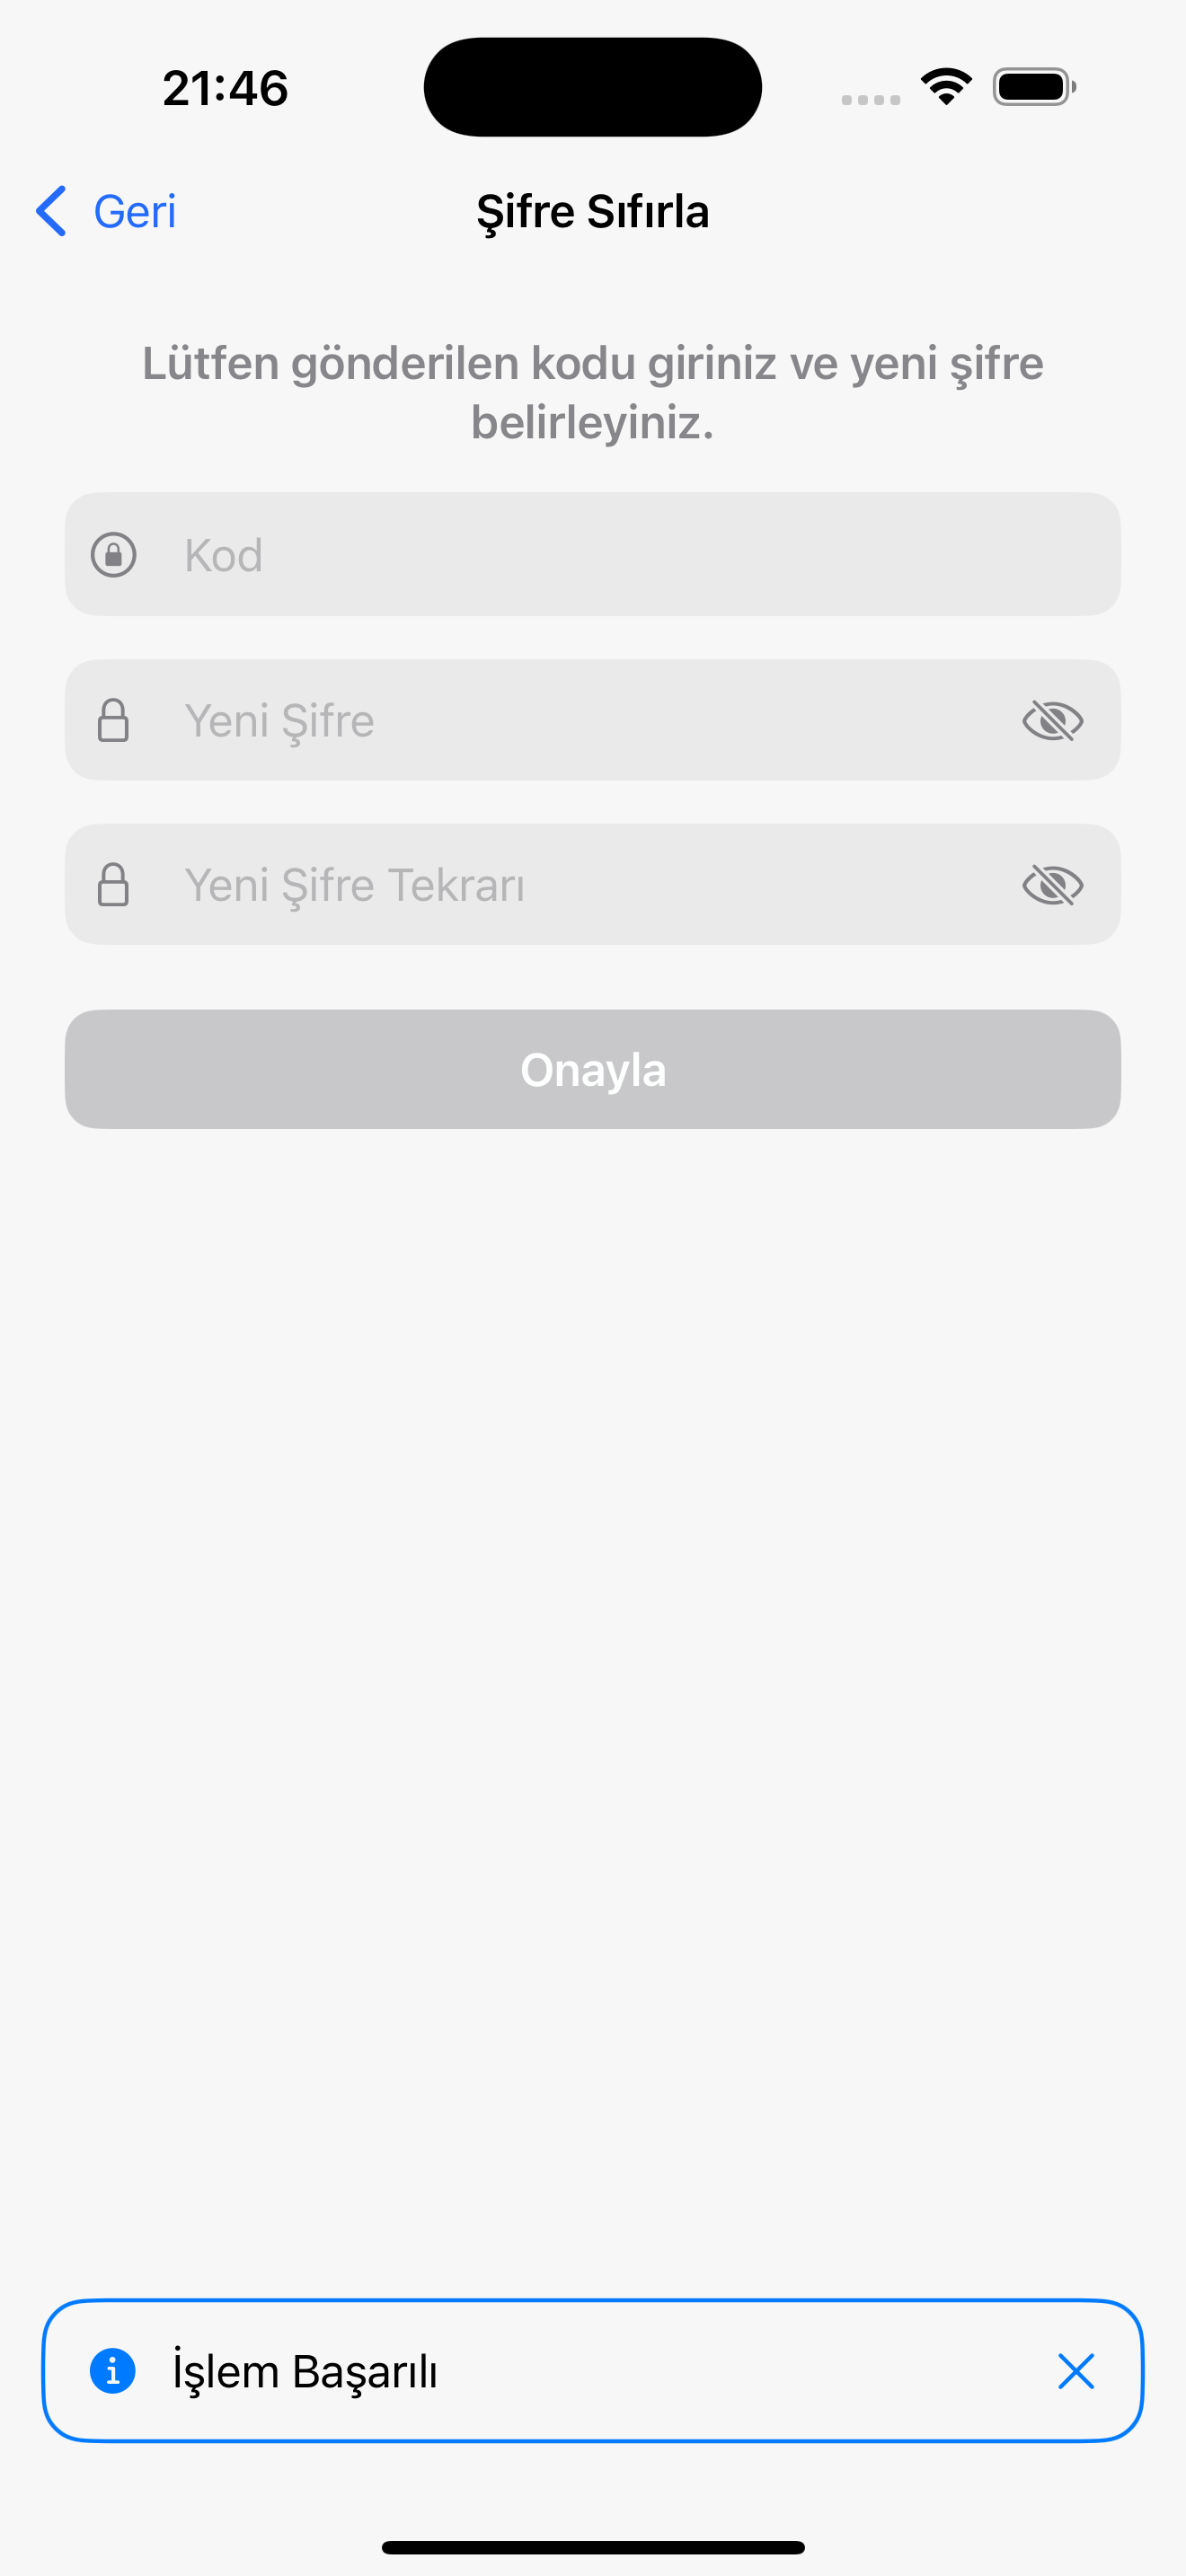 21:46
Geri
Şifre Sıfırla
Lütfen gönderilen kodu giriniz ve yeni şifre
belirleyiniz.
Kod
Yeni Şifre
Yeni Şifre Tekrarı
Onayla
İşlem Başarılı